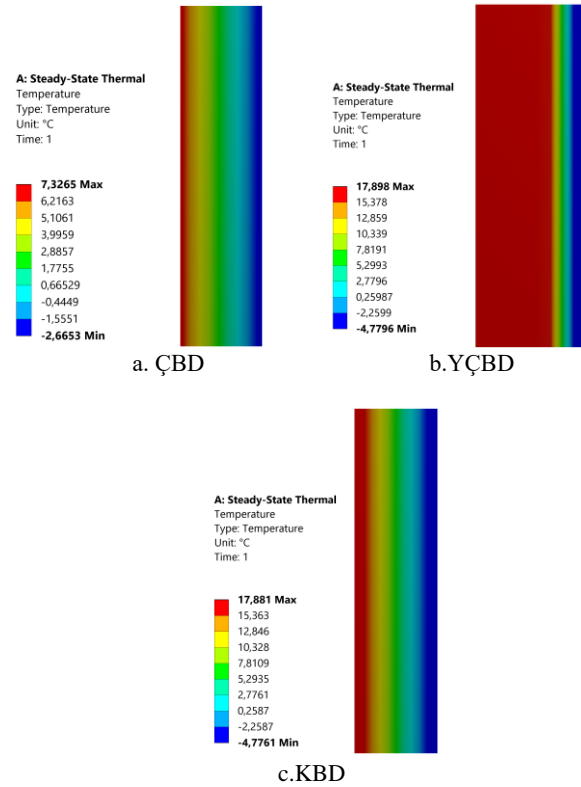 A: Steady-State Thermal
Temperature
Type: Temperature
Unit: °C
Time: 1
7,3265 Max
6,2163
5,1061
3,9959
2,8857
1,7755
0,66529
-0,4449
-1,5551
-2,6653 Min
a. ÇBD
A: Steady-State Thermal
Temperature
Type: Temperature
Unit: °C
Time: 1
17,898 Max
15,378
12,859
10,339
7,8191
5,2993
2,7796
0,25987
-2,2599
-4,7796 Min
b.YÇBD
A: Steady-State Thermal
Temperature
Type: Temperature
Unit: °C
Time: 1
17,881 Max
15,363
12,846
10,328
7,8109
5,2935
2,7761
0,2587
-2,2587
-4,7761 Min
c.KBD